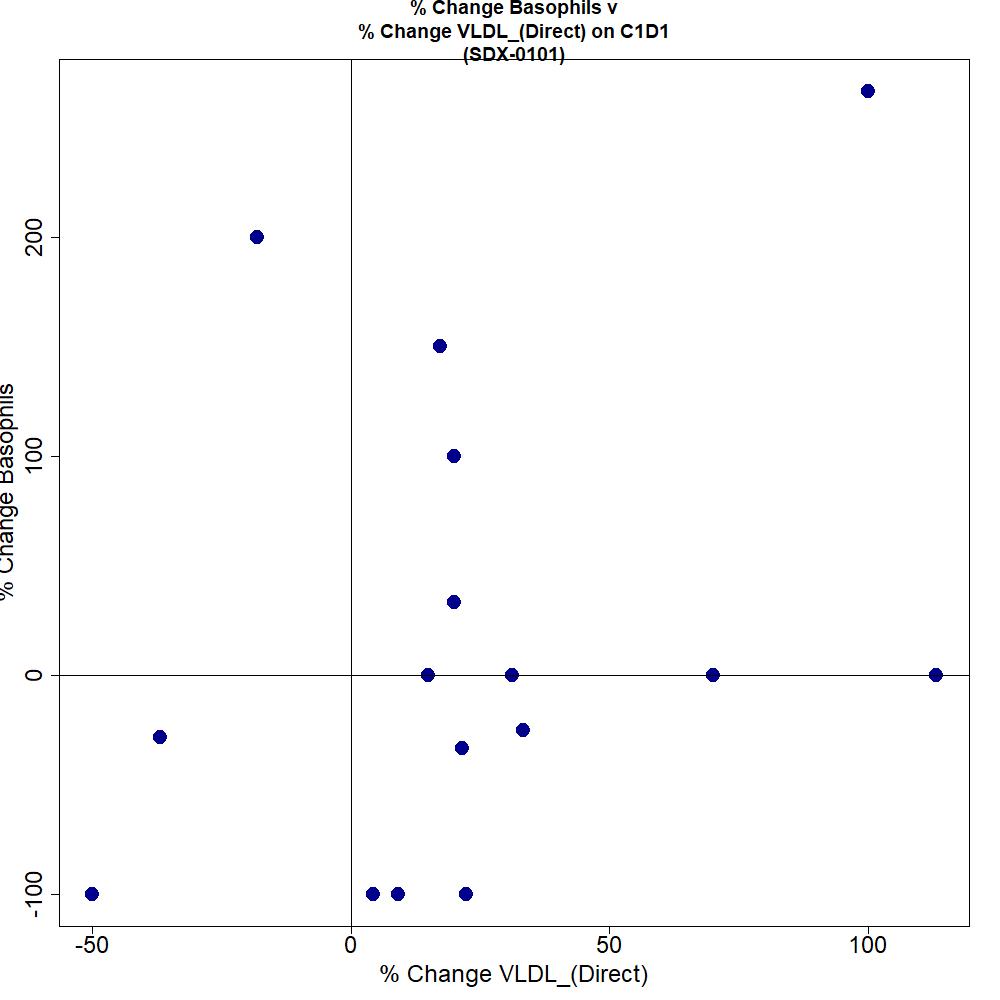 % Change Basophils v
% Change VLDL_(Direct) on C1D1
(SDX-0101)
% Change Basophils
200
100
0
-100
-50
0
50
100
% Change VLDL_(Direct)